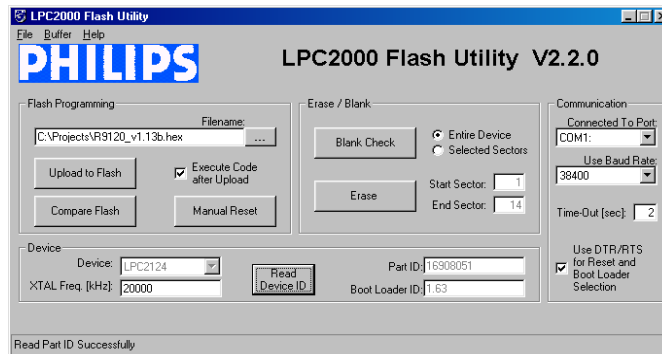 LPC2000 Flash Utility
File Buffer Help
PHILIPS
LPC2000 Flash Utility V2.2.0
Flash Programming
Filename:
C:\Projects\R9120_v1.13b.hex
...
Upload to Flash
Execute Code
after Upload
Compare Flash
Manual Reset
Erase / Blank
Blank Check
Entire Device
Selected Sectors
Erase
Start Sector: 1
End Sector: 14
Communication
Connected To Port:
COM1:
Use Baud Rate:
38400
Time-Out [sec]: 2
Use DTR/RTS
for Reset and
Boot Loader
Selection
Device
Device: LPC2124
XTAL Freq. [kHz]: 20000
Read
Device ID
Part ID: 16908051
Boot Loader ID: 1.63
Read Part ID Successfully